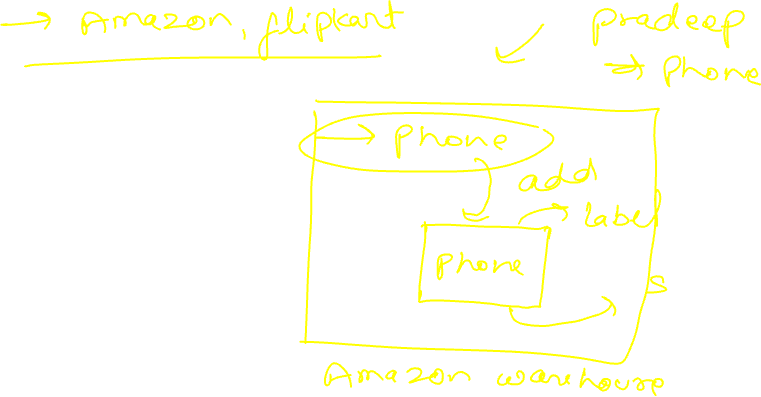 → Amazon, flipkart
pradeep
→ Phone
→ Phone
add
label
phone
s
Amazon warehouse